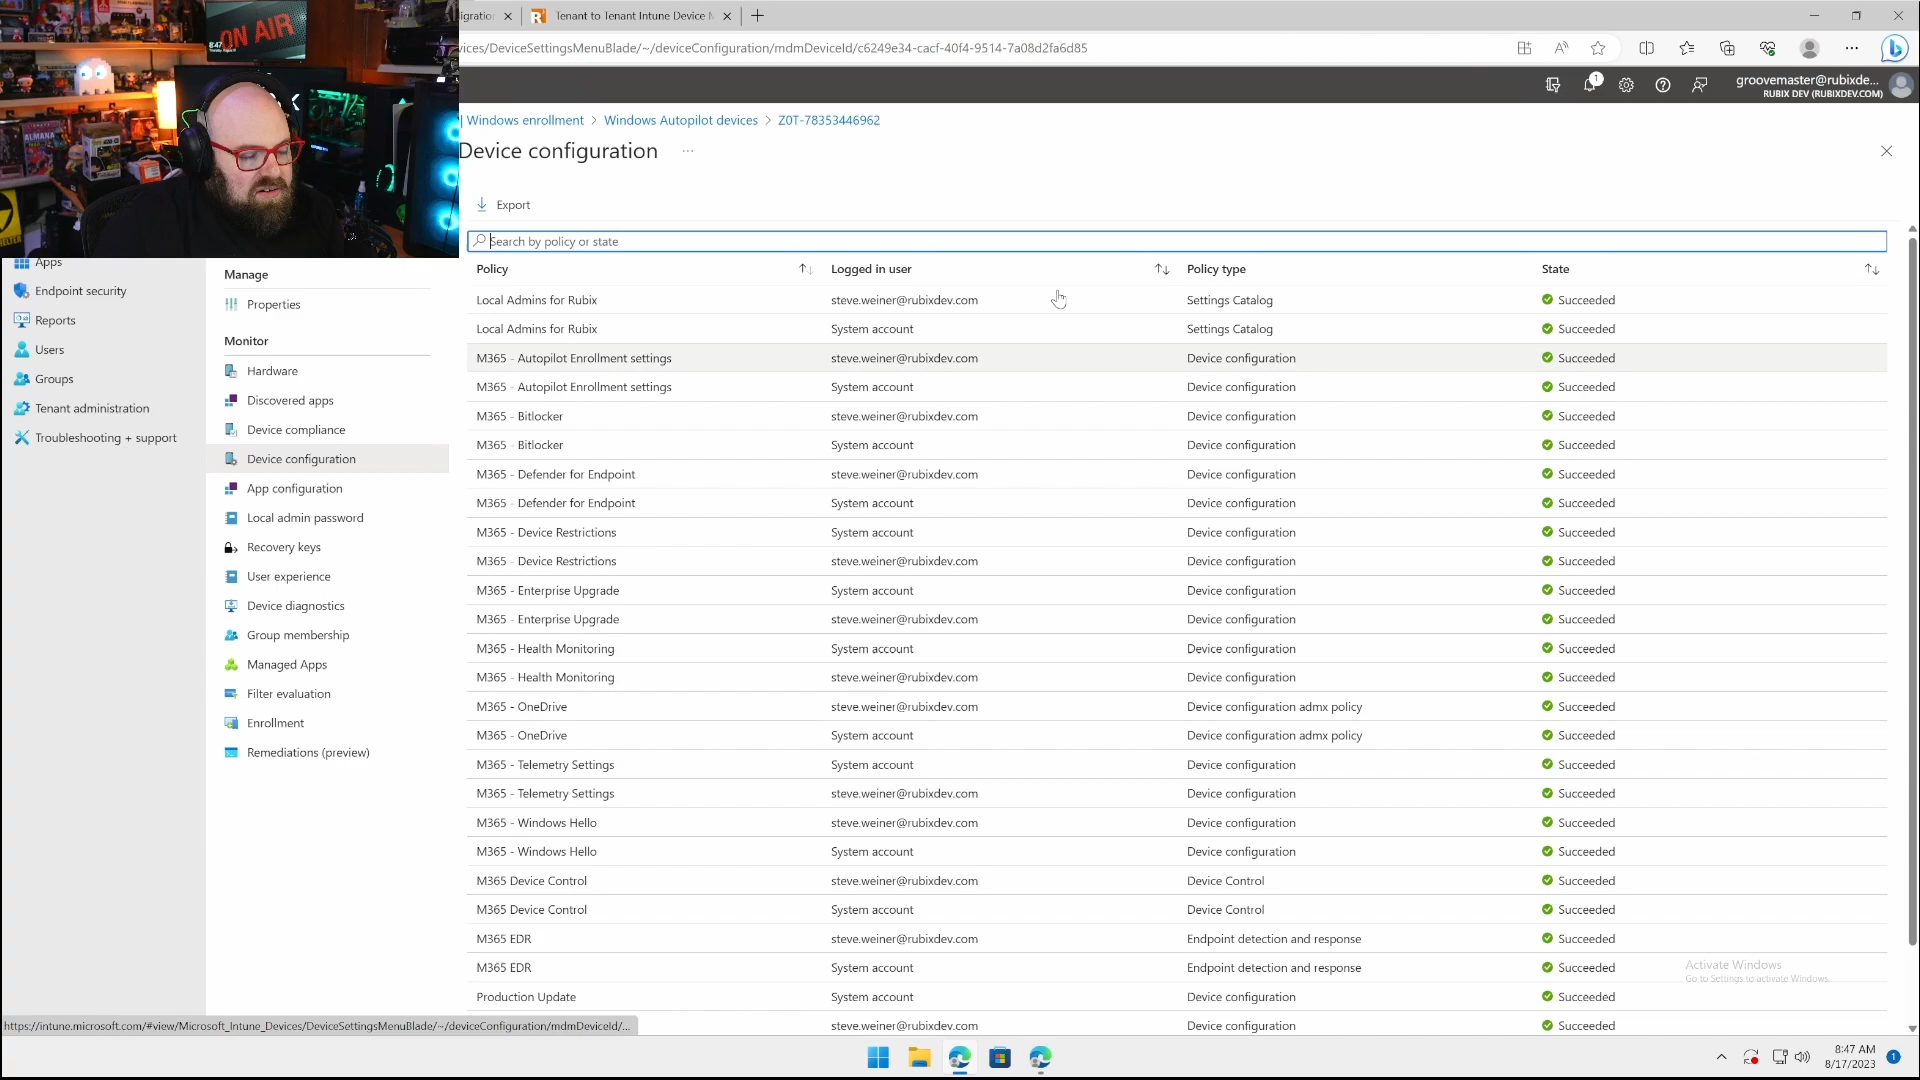 ON AIR
8:47
ALMANA
igration
Tenant to Tenant Intune Device M
vices/DeviceSettingsMenuBlade/~/deviceConfiguration/mdmDeviceId/c6249e34-cacf-40f4-9514-7a08d2fa6d85
1
groovemaster@rubixde...
RUBIX DEV (RUBIXDEV.COM)
| Windows enrollment > Windows Autopilot devices > Z0T-78353446962
Device configuration ...
Export
Search by policy or state
Policy Logged in user Policy type State
Local Admins for Rubix steve.weiner@rubixdev.com Settings Catalog Succeeded
Local Admins for Rubix System account Settings Catalog Succeeded
M365 - Autopilot Enrollment settings steve.weiner@rubixdev.com Device configuration Succeeded
M365 - Autopilot Enrollment settings System account Device configuration Succeeded
M365 - Bitlocker steve.weiner@rubixdev.com Device configuration Succeeded
M365 - Bitlocker System account Device configuration Succeeded
M365 - Defender for Endpoint steve.weiner@rubixdev.com Device configuration Succeeded
M365 - Defender for Endpoint System account Device configuration Succeeded
M365 - Device Restrictions System account Device configuration Succeeded
M365 - Device Restrictions steve.weiner@rubixdev.com Device configuration Succeeded
M365 - Enterprise Upgrade System account Device configuration Succeeded
M365 - Enterprise Upgrade steve.weiner@rubixdev.com Device configuration Succeeded
M365 - Health Monitoring System account Device configuration Succeeded
M365 - Health Monitoring steve.weiner@rubixdev.com Device configuration Succeeded
M365 - OneDrive steve.weiner@rubixdev.com Device configuration admx policy Succeeded
M365 - OneDrive System account Device configuration admx policy Succeeded
M365 - Telemetry Settings System account Device configuration Succeeded
M365 - Telemetry Settings steve.weiner@rubixdev.com Device configuration Succeeded
M365 - Windows Hello steve.weiner@rubixdev.com Device configuration Succeeded
M365 - Windows Hello System account Device configuration Succeeded
M365 Device Control steve.weiner@rubixdev.com Device Control Succeeded
M365 Device Control System account Device Control Succeeded
M365 EDR steve.weiner@rubixdev.com Endpoint detection and response Succeeded
M365 EDR System account Endpoint detection and response Succeeded
Production Update System account Device configuration Succeeded
steve.weiner@rubixdev.com Device configuration Succeeded
Apps
Endpoint security
Reports
Users
Groups
Tenant administration
Troubleshooting + support
Manage
Properties
Monitor
Hardware
Discovered apps
Device compliance
Device configuration
App configuration
Local admin password
Recovery keys
User experience
Device diagnostics
Group membership
Managed Apps
Filter evaluation
Enrollment
Remediations (preview)
Activate Windows
Go to Settings to activate Windows.
https://intune.microsoft.com/#view/Microsoft_Intune_Devices/DeviceSettingsMenuBlade/~/deviceConfiguration/mdmDeviceId/...
8:47 AM
8/17/2023
1